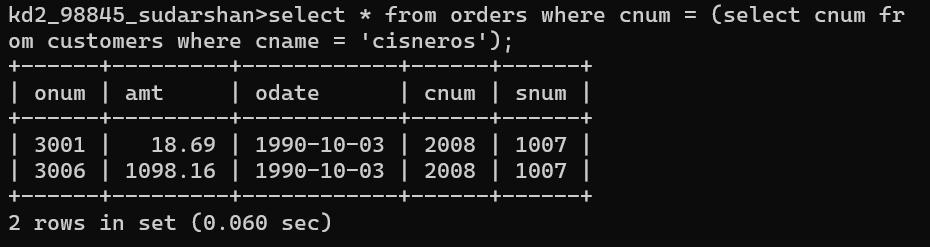 kd2_98845_sudarshan>select * from orders where cnum = (select cnum fr
om customers where cname = 'cisneros');
+------+---------+------------+------+------+
| onum | amt     | odate      | cnum | snum |
+------+---------+------------+------+------+
| 3001 |   18.69 | 1990-10-03 | 2008 | 1007 |
| 3006 | 1098.16 | 1990-10-03 | 2008 | 1007 |
+------+---------+------------+------+------+
2 rows in set (0.060 sec)